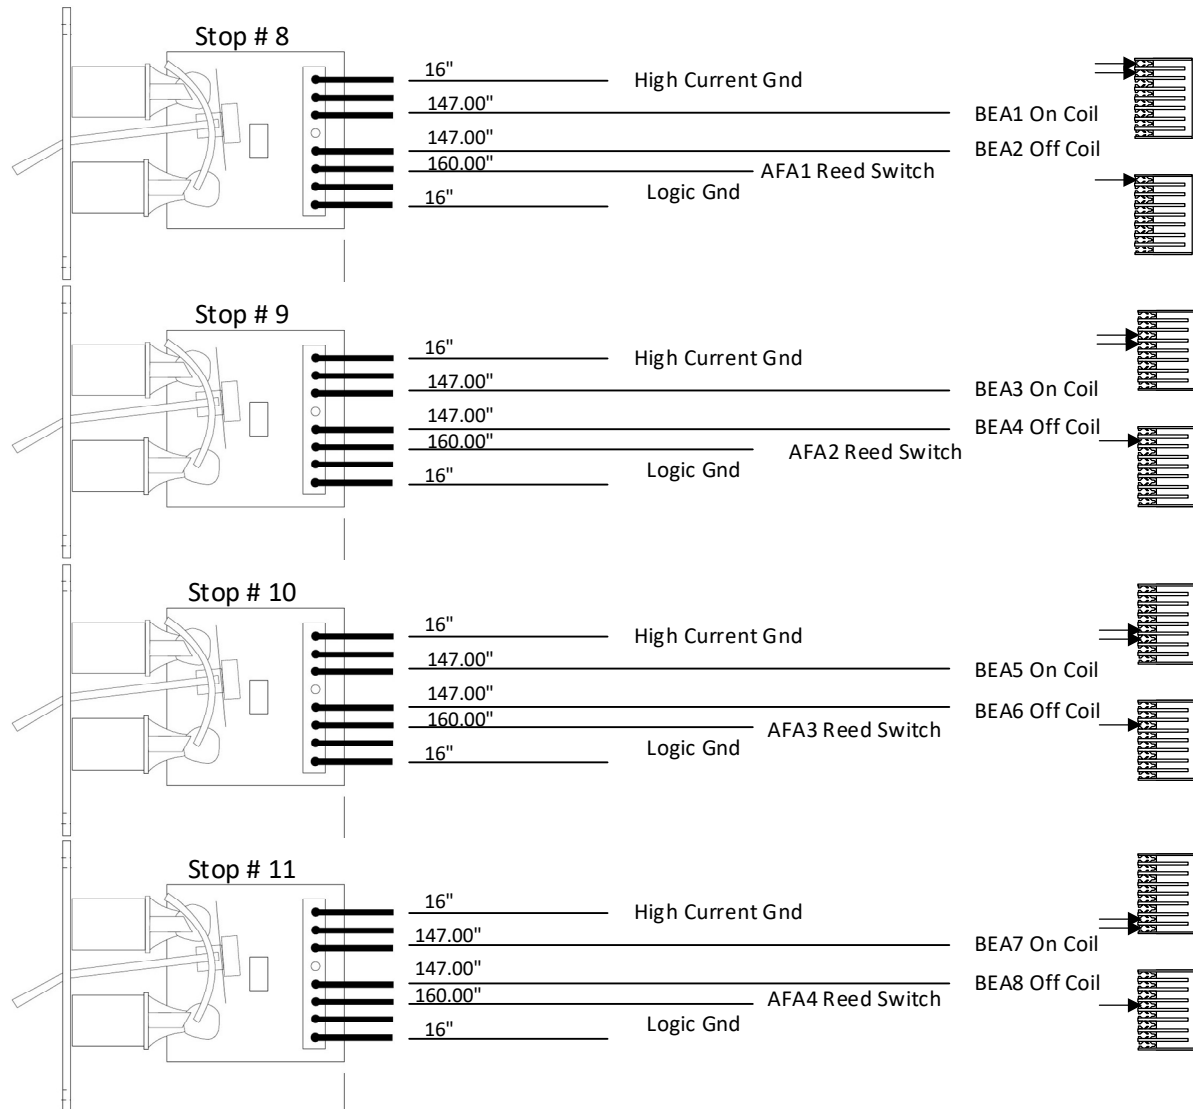 Stop # 8
16"
High Current Gnd
147.00"
BEA1 On Coil
147.00"
BEA2 Off Coil
160.00"
AFA1 Reed Switch
16"
Logic Gnd
Stop # 9
16"
High Current Gnd
147.00"
BEA3 On Coil
147.00"
BEA4 Off Coil
160.00"
AFA2 Reed Switch
16"
Logic Gnd
Stop # 10
16"
High Current Gnd
147.00"
BEA5 On Coil
147.00"
BEA6 Off Coil
160.00"
AFA3 Reed Switch
16"
Logic Gnd
Stop # 11
16"
High Current Gnd
147.00"
BEA7 On Coil
147.00"
BEA8 Off Coil
160.00"
AFA4 Reed Switch
16"
Logic Gnd